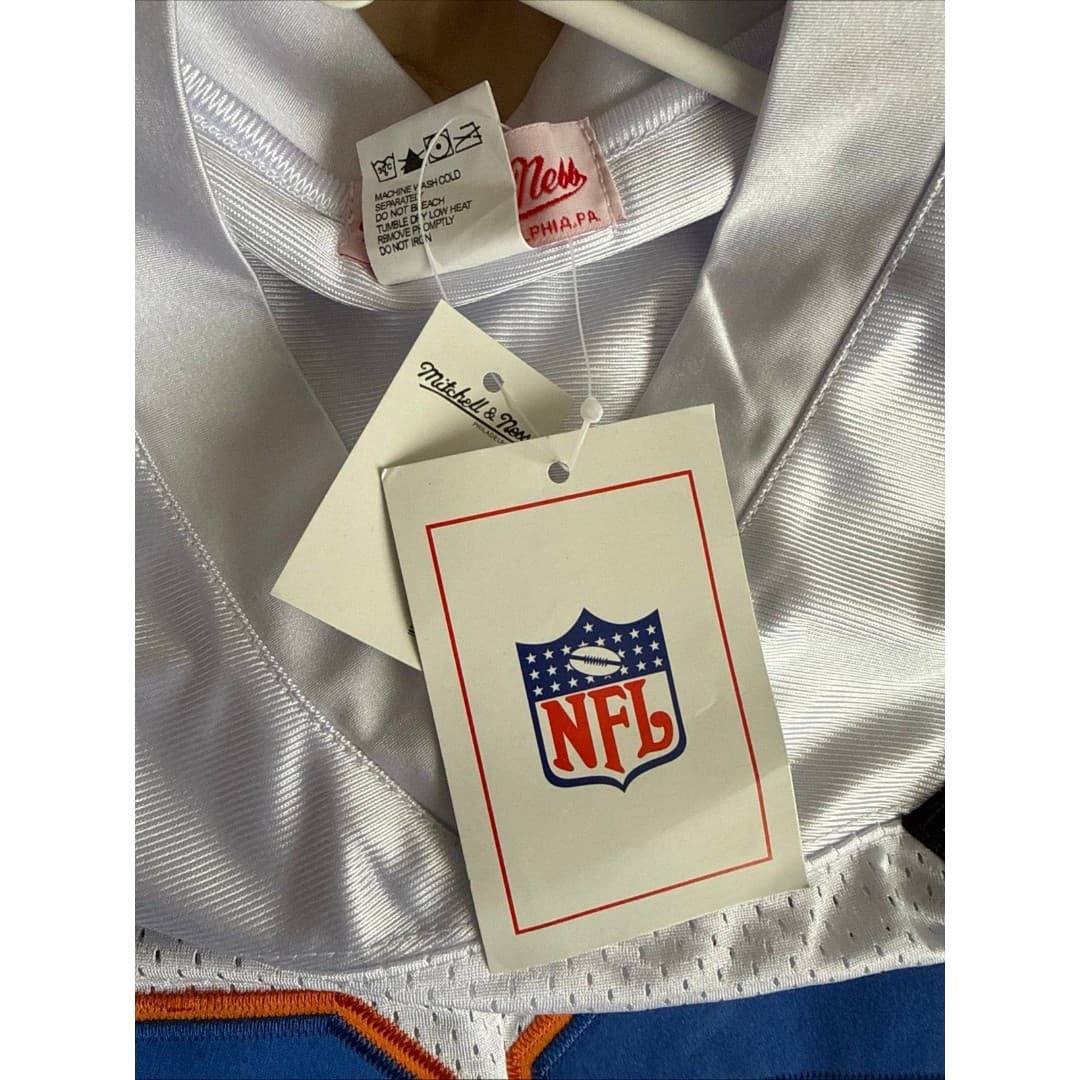 MACHINE WASH COLD
SEPARATELY
DO NOT BLEACH
TUMBLE DRY LOW HEAT
REMOVE PROMPTLY
DO NOT IRON
Ness
PHIA, PA.
Mitchell & Ness
PHILADELP
NFL